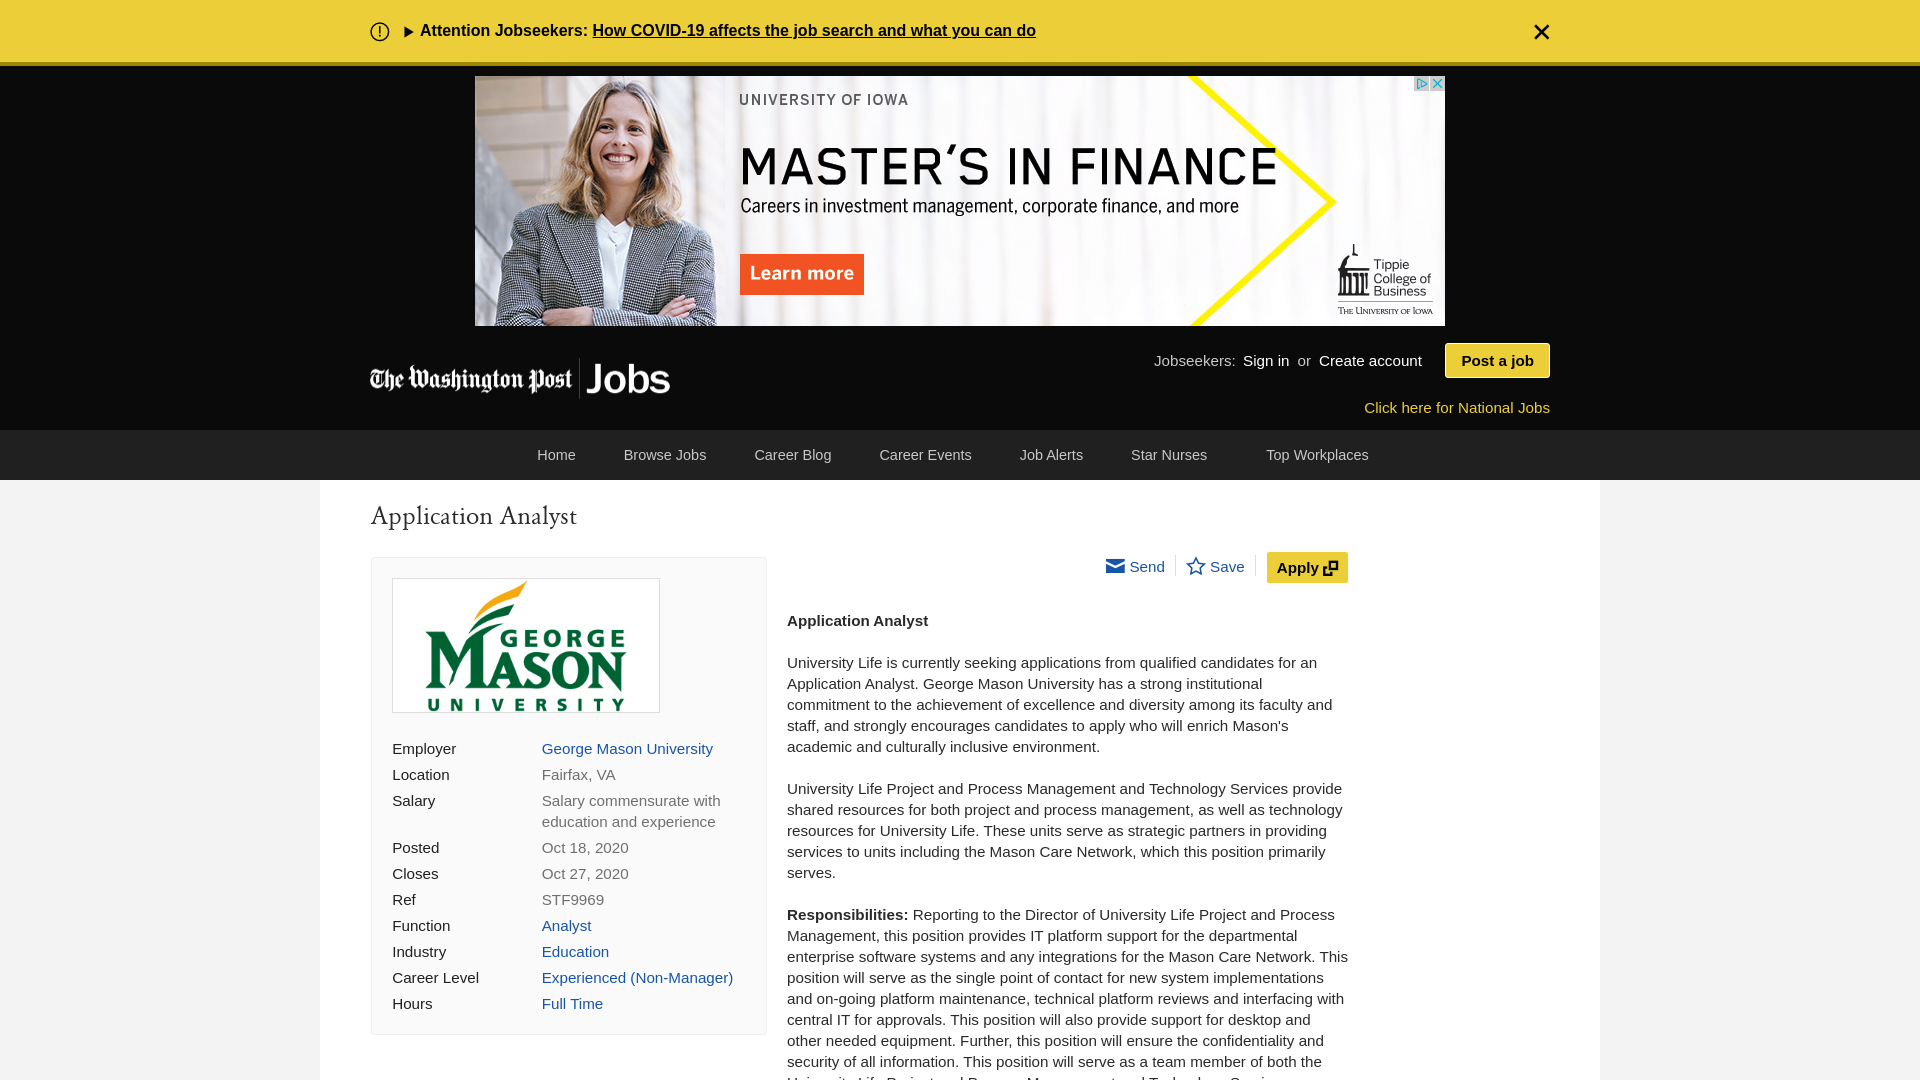 Attention Jobseekers: How COVID-19 affects the job search and what you can do
UNIVERSITY OF IOWA
MASTER'S IN FINANCE
Careers in investment management, corporate finance, and more
Learn more
Tippie
College of
Business
THE UNIVERSITY OF IOWA
The Washington Post Jobs
Jobseekers: Sign in or Create account Post a job
Click here for National Jobs
Home Browse Jobs Career Blog Career Events Job Alerts Star Nurses Top Workplaces
Application Analyst
GEORGE
MASON
UNIVERSITY
Employer George Mason University
Location Fairfax, VA
Salary Salary commensurate with
education and experience
Posted Oct 18, 2020
Closes Oct 27, 2020
Ref STF9969
Function Analyst
Industry Education
Career Level Experienced (Non-Manager)
Hours Full Time
Send Save Apply
Application Analyst
University Life is currently seeking applications from qualified candidates for an
Application Analyst. George Mason University has a strong institutional
commitment to the achievement of excellence and diversity among its faculty and
staff, and strongly encourages candidates to apply who will enrich Mason's
academic and culturally inclusive environment.
University Life Project and Process Management and Technology Services provide
shared resources for both project and process management, as well as technology
resources for University Life. These units serve as strategic partners in providing
services to units including the Mason Care Network, which this position primarily
serves.
Responsibilities: Reporting to the Director of University Life Project and Process
Management, this position provides IT platform support for the departmental
enterprise software systems and any integrations for the Mason Care Network. This
position will serve as the single point of contact for new system implementations
and on-going platform maintenance, technical platform reviews and interfacing with
central IT for approvals. This position will also provide support for desktop and
other needed equipment. Further, this position will ensure the confidentiality and
security of all information. This position will serve as a team member of both the